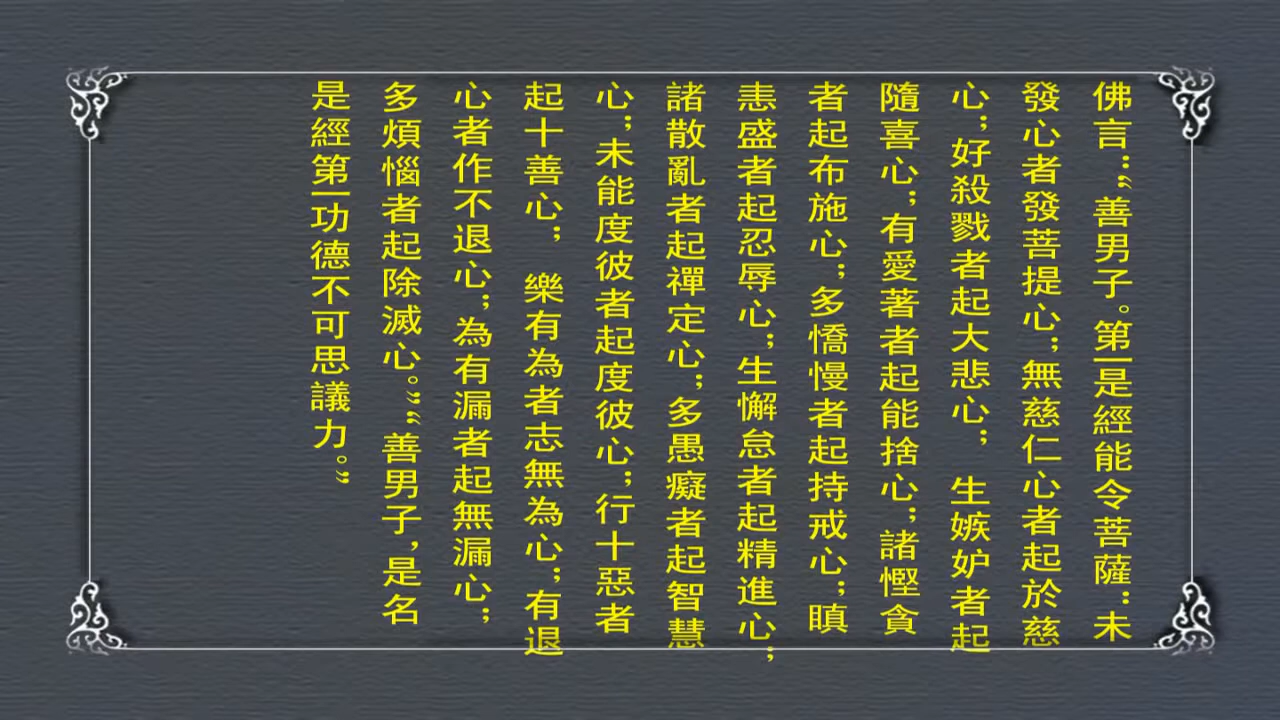 佛言：“善男子。第一是經能令菩薩：未
發心者發菩提心；無慈仁心者起於慈
心；好殺戮者起大悲心； 生嫉妒者起
隨喜心；有愛著者起能捨心；諸慳貪
者起布施心；多憍慢者起持戒心；瞋
恚盛者起忍辱心；生懈怠者起精進心；
諸散亂者起禪定心；多愚癡者起智慧
心；未能度彼者起度彼心；行十惡者
起十善心； 樂有為者志無為心；有退
心者作不退心；為有漏者起無漏心；
多煩惱者起除滅心。”“善男子，是名
是經第一功德不可思議力。”